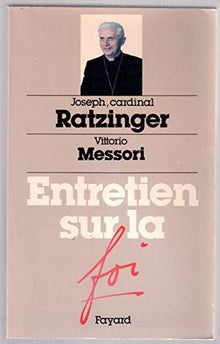 Joseph, cardinal
Ratzinger
Vittorio
Messori
Entretien
sur la
foi
Fayard